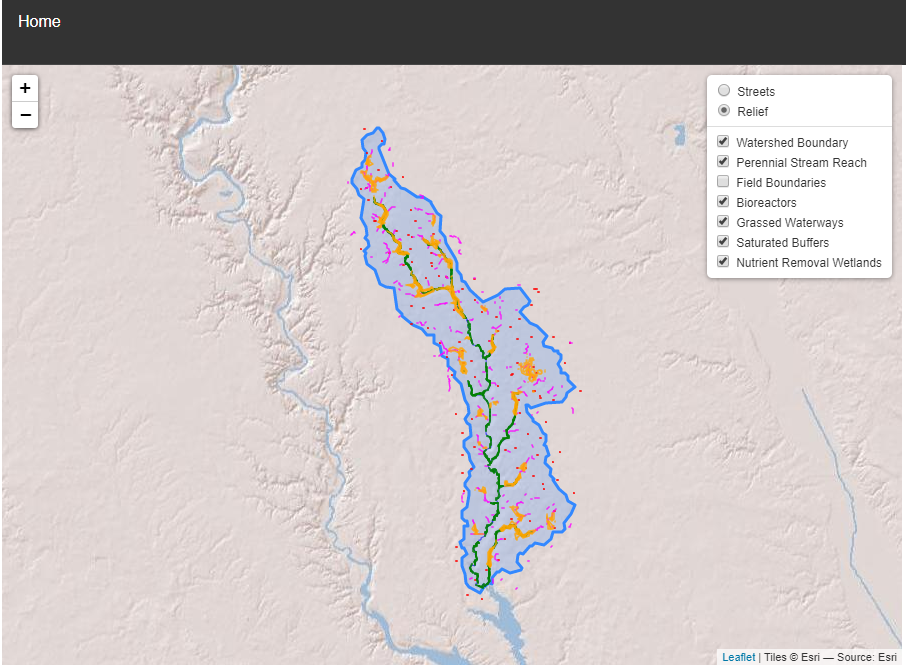 Home
+
−
Streets
Relief
Watershed Boundary
Perennial Stream Reach
Field Boundaries
Bioreactors
Grassed Waterways
Saturated Buffers
Nutrient Removal Wetlands
Leaflet | Tiles © Esri — Source: Esri